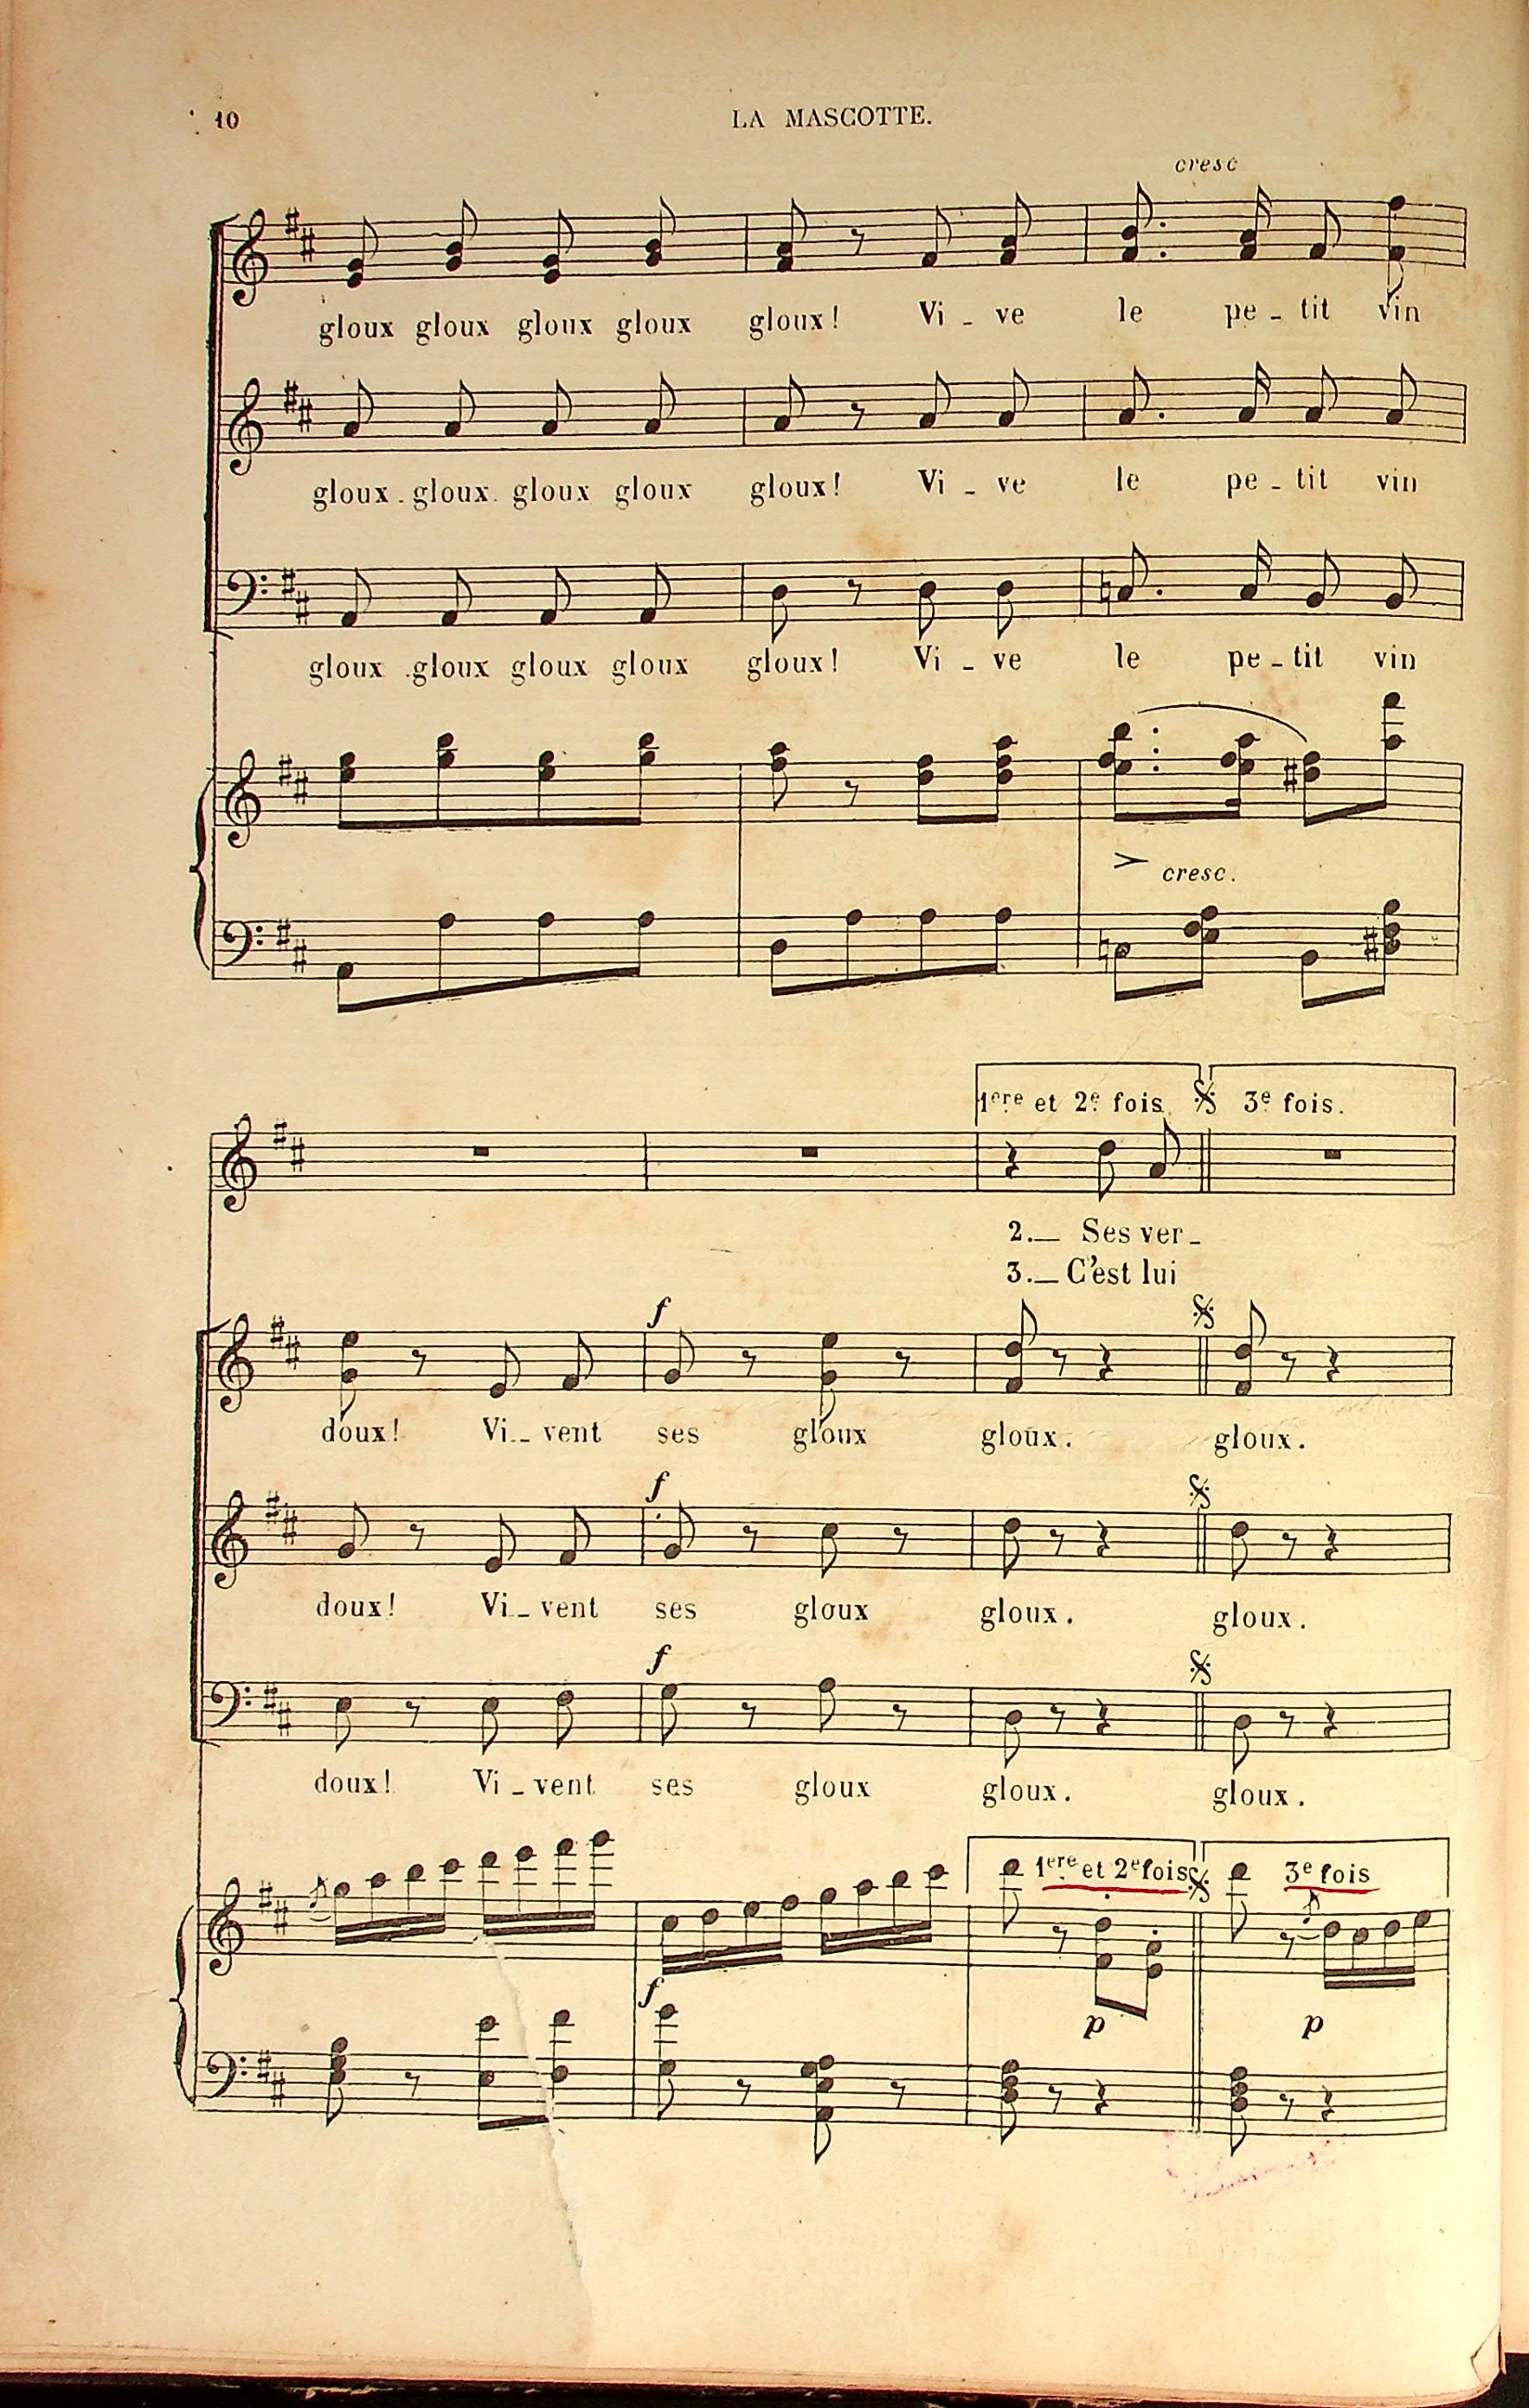 10
LA MASCOTTE.
cresc
gloux gloux gloux gloux gloux! Vi - ve le pe - tit vin
gloux gloux gloux gloux gloux! Vi - ve le pe - tit vin
gloux gloux gloux gloux gloux! Vi - ve le pe - tit vin
cresc.
1ere et 2e fois 3e fois.
2. — Ses ver -
3. — C'est lui
f
doux! Vi - vent ses gloux gloux. gloux.
f
doux! Vi - vent ses gloux gloux. gloux.
f
doux! Vi - vent ses gloux gloux. gloux.
1ere et 2e fois 3e fois
f
p p